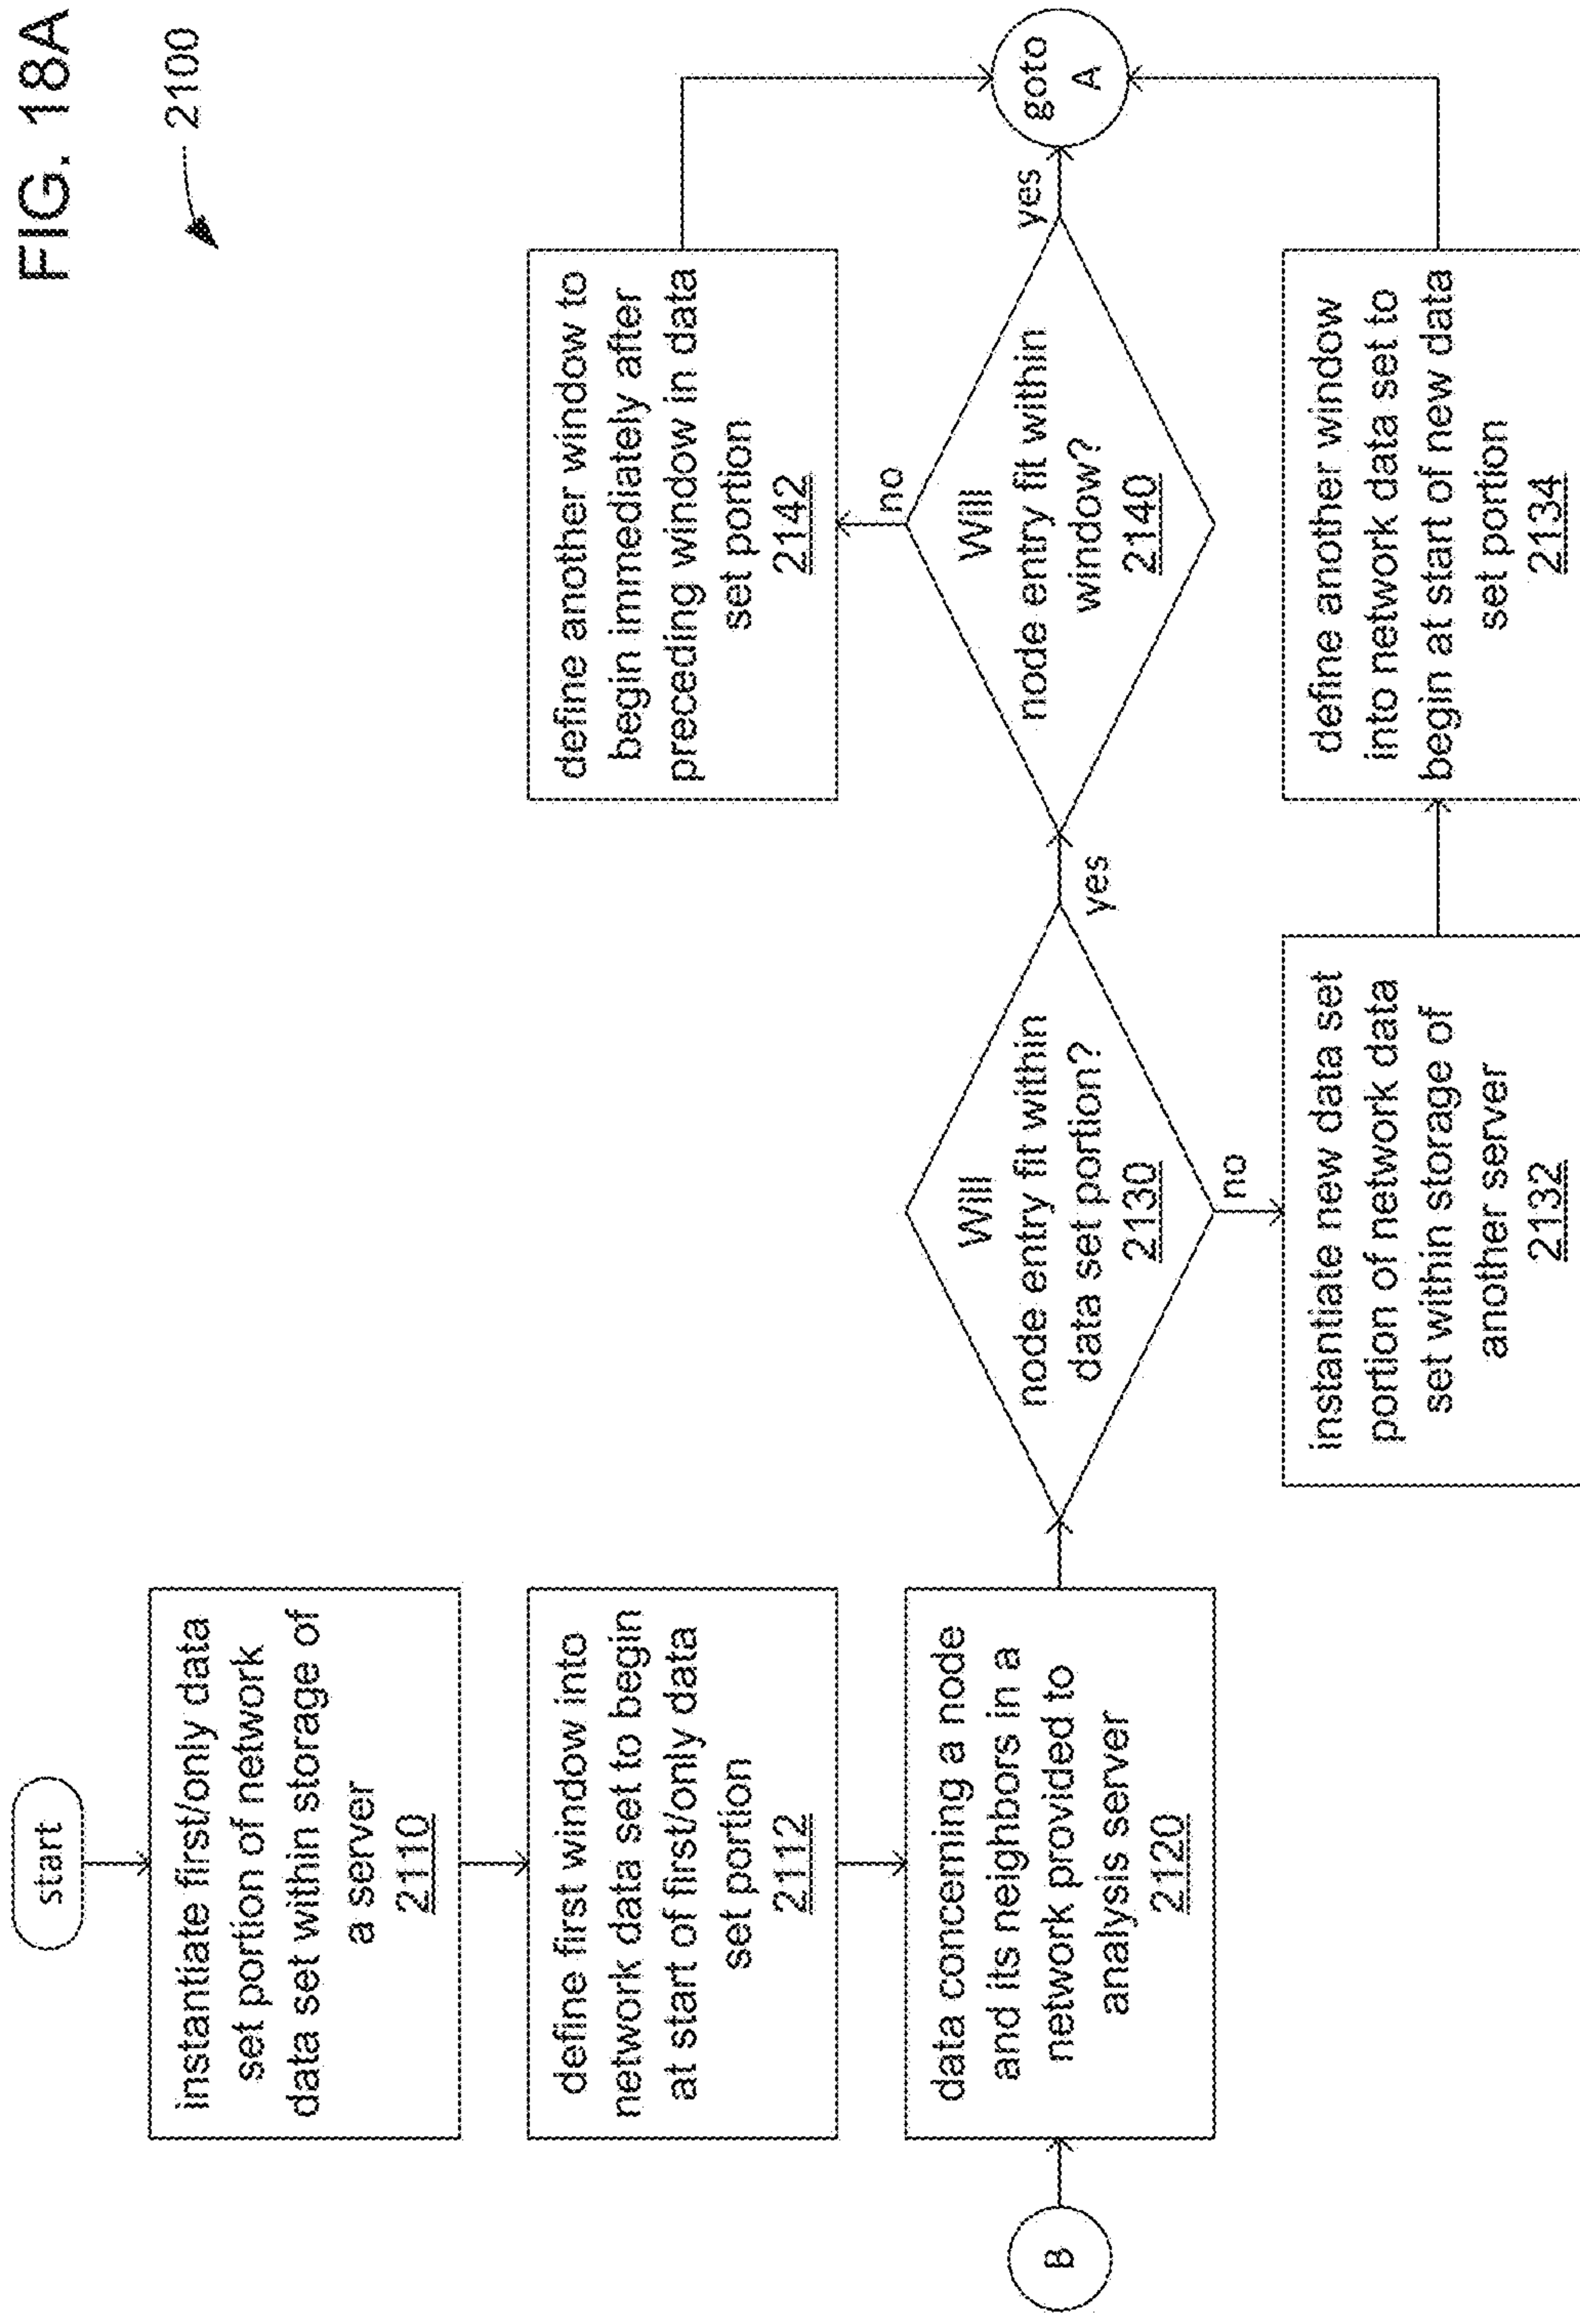 FIG. 18A
2100
start
instantiate first/only data
set portion of network
data set within storage of
a server
2110
define first window into
network data set to begin
at start of first/only data
set portion
2112
B
data concerning a node
and its neighbors in a
network provided to
analysis server
2120
Will
node entry fit within
data set portion?
2130
yes
no
instantiate new data set
portion of network data
set within storage of
another server
2132
define another window
into network data set to
begin at start of new data
set portion
2134
Will
node entry fit within
window?
2140
no
yes
define another window to
begin immediately after
preceding window in data
set portion
2142
goto
A